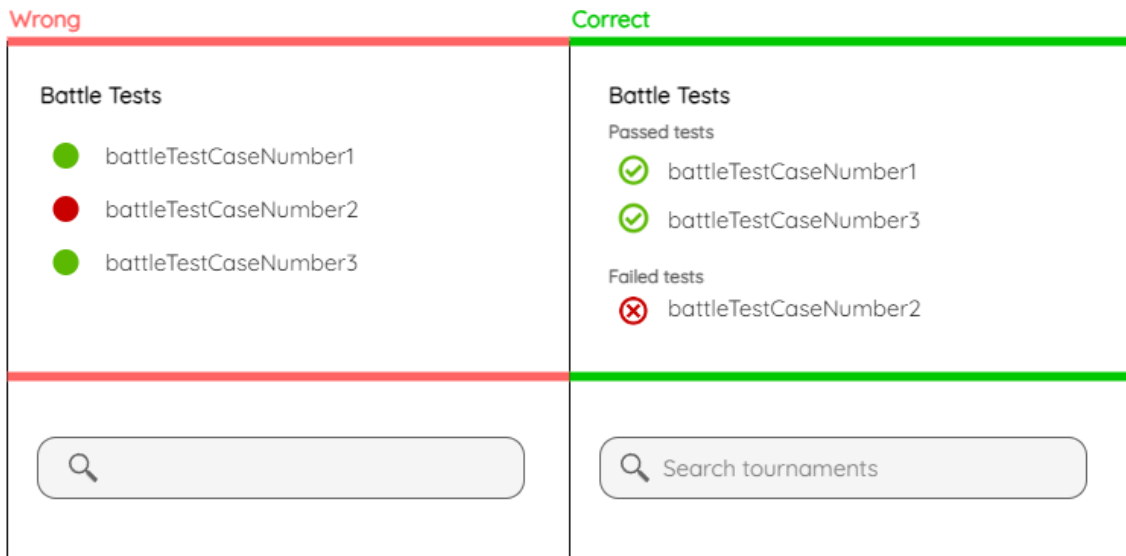 Wrong
Correct
Battle Tests
battleTestCaseNumber1
battleTestCaseNumber2
battleTestCaseNumber3
Battle Tests
Passed tests
battleTestCaseNumber1
battleTestCaseNumber3
Failed tests
battleTestCaseNumber2
Search tournaments